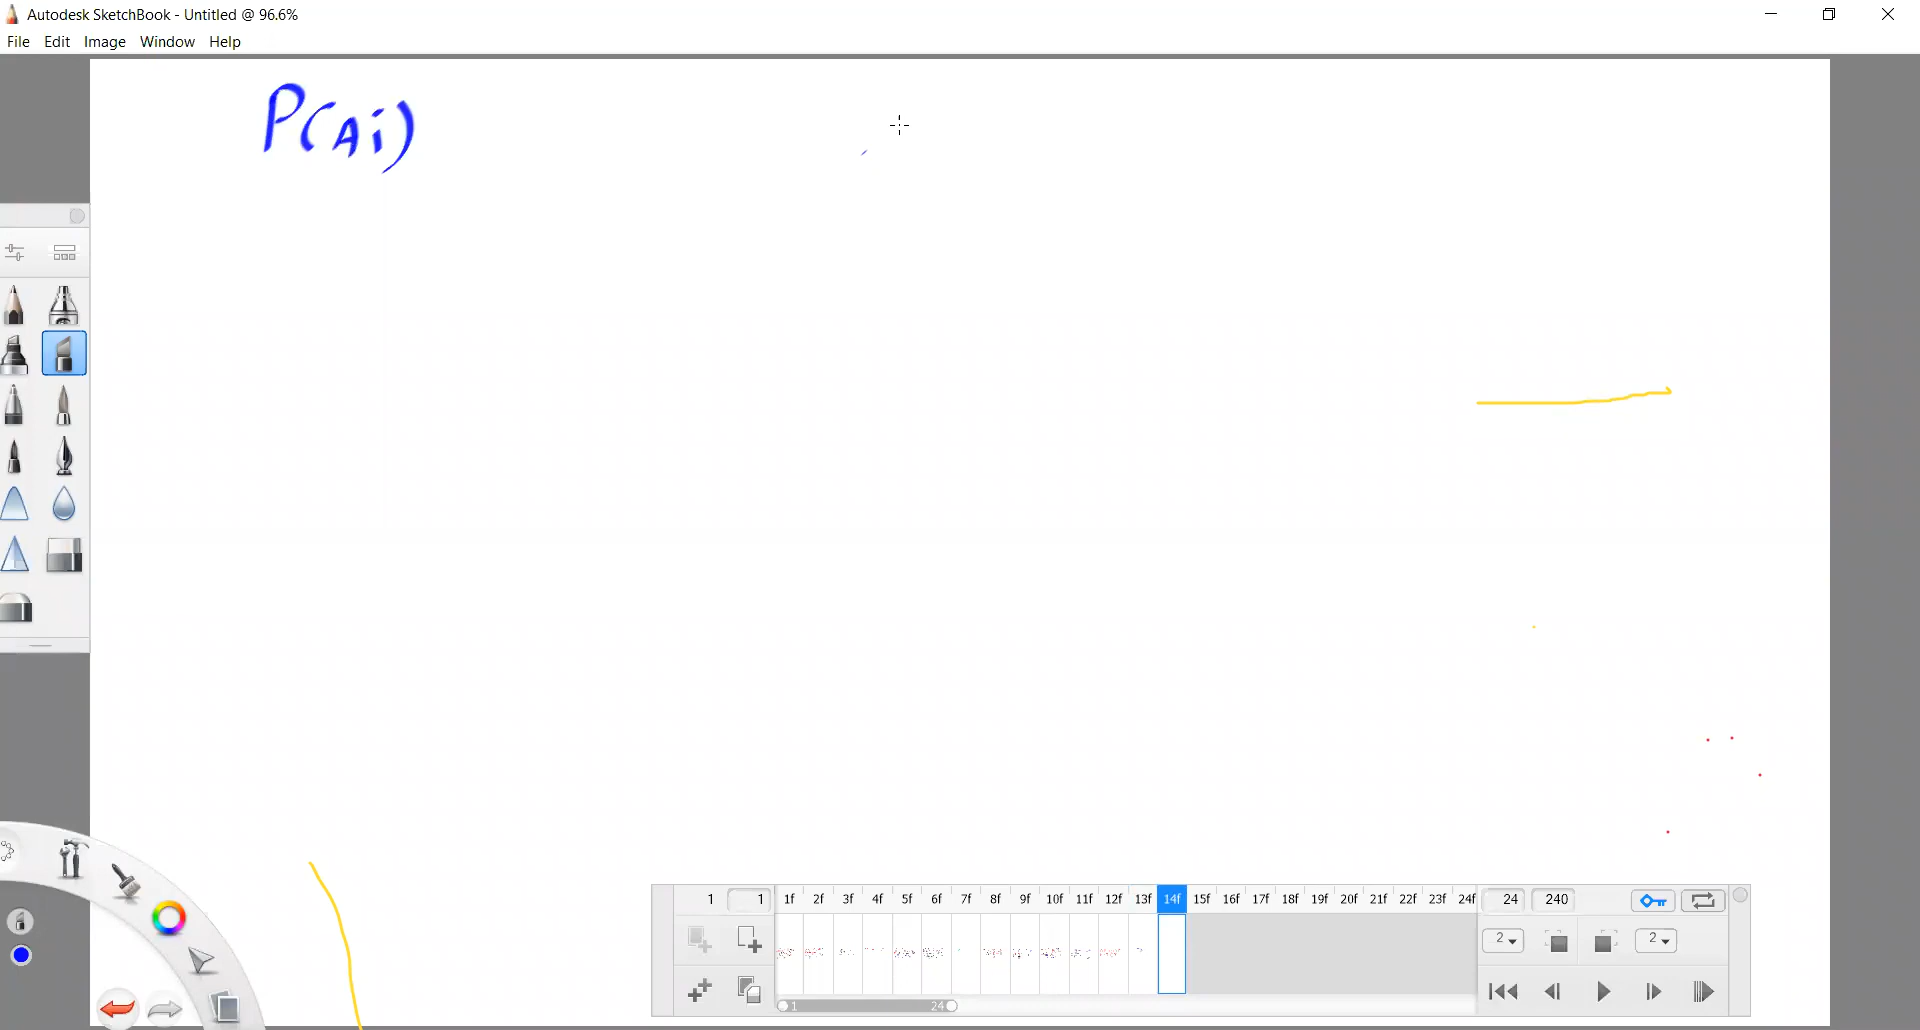 Autodesk SketchBook - Untitled @ 96.6%
File Edit Image Window Help
P(Ai)
1 1 1f 2f 3f 4f 5f 6f 7f 8f 9f 10f 11f 12f 13f 14f 15f 16f 17f 18f 19f 20f 21f 22f 23f 24f 24 240
2 2
1 24